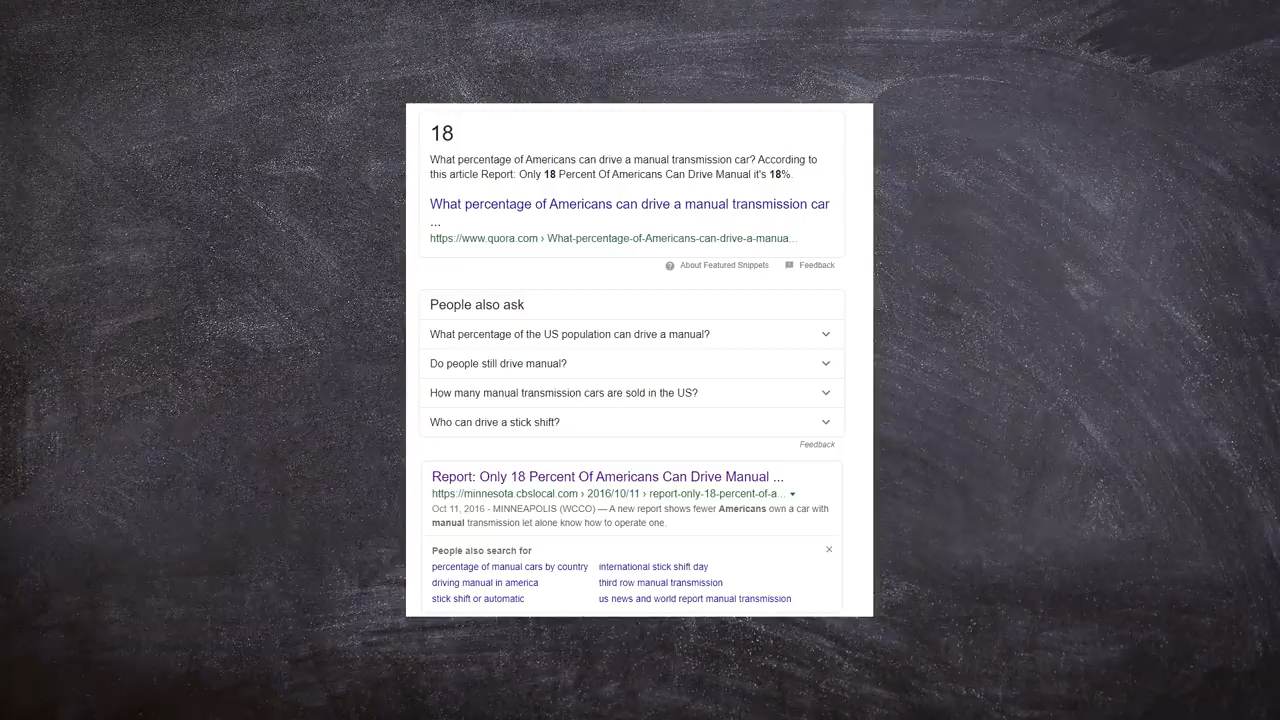 18
What percentage of Americans can drive a manual transmission car? According to
this article Report: Only 18 Percent Of Americans Can Drive Manual it's 18%.
What percentage of Americans can drive a manual transmission car
...
https://www.quora.com › What-percentage-of-Americans-can-drive-a-manua...
About Featured Snippets Feedback
People also ask
What percentage of the US population can drive a manual?
Do people still drive manual?
How many manual transmission cars are sold in the US?
Who can drive a stick shift?
Feedback
Report: Only 18 Percent Of Americans Can Drive Manual ...
https://minnesota.cbslocal.com › 2016/10/11 › report-only-18-percent-of-a...
Oct 11, 2016 - MINNEAPOLIS (WCCO) — A new report shows fewer Americans own a car with
manual transmission let alone know how to operate one.
People also search for
percentage of manual cars by country international stick shift day
driving manual in america third row manual transmission
stick shift or automatic us news and world report manual transmission